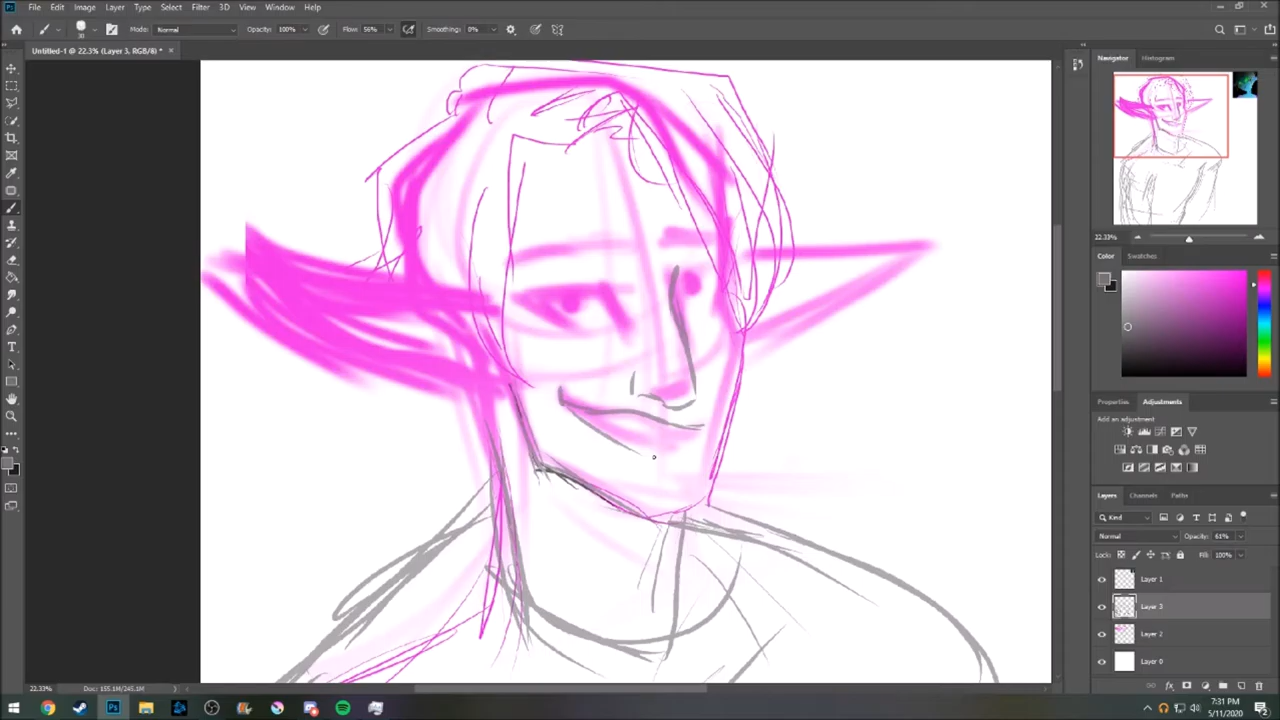 File Edit Image Layer Type Select Filter 3D View Window Help
Mode: Normal Opacity: 100% Flow: 56% Smoothing: 0%
30
Untitled-1 @ 22.3% (Layer 3, RGB/8) *
Navigator Histogram
22.33%
Color Swatches
Properties Adjustments
Add an adjustment
Layers Channels Paths
Kind
Normal Opacity: 61%
Lock: Fill: 100%
Layer 1
Layer 3
Layer 2
Layer 0
22.33% Doc: 155.1M/245.1M
7:31 PM
5/11/2020